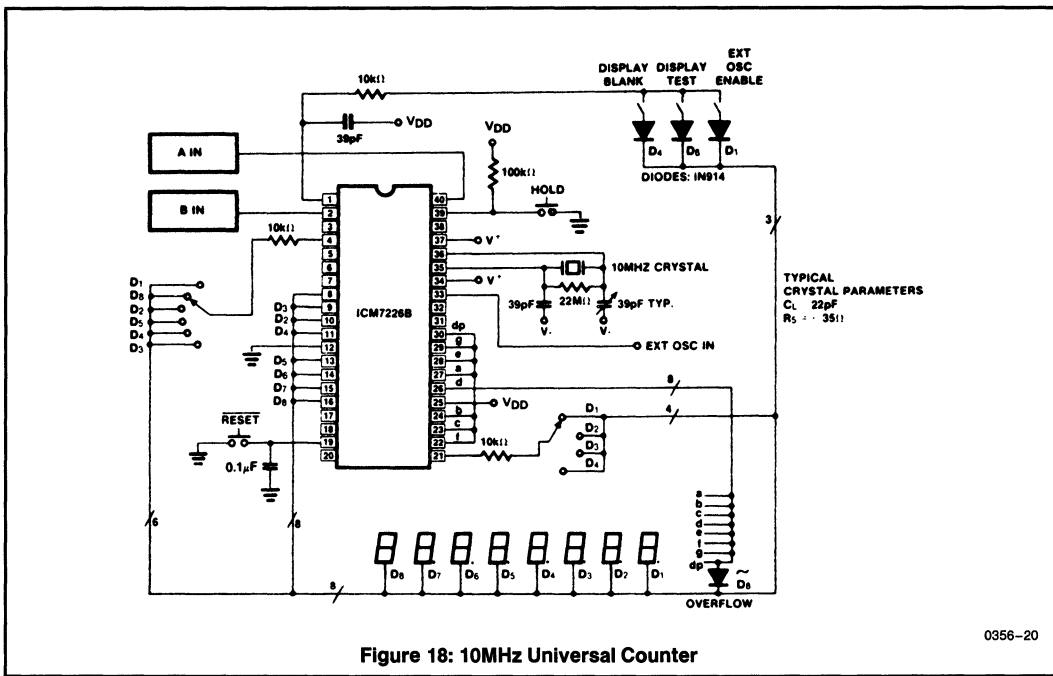 EXT
DISPLAY DISPLAY OSC
BLANK TEST ENABLE
10kΩ
39pF
VDD
VDD
A IN
100kΩ
D4 D6 D1
DIODES: IN914
HOLD
B IN
10kΩ
1 40
2 39
3 38
4 37 V+
5 36
6 35 10MHZ CRYSTAL
7 34 V+
8 33
9 32
10 31
11 30
12 29
13 28
14 27
15 26
16 25
17 24
18 23
19 22
20 21
ICM7226B
3
22MΩ
39pF 39pF TYP.
V- V-
TYPICAL
CRYSTAL PARAMETERS
CL 22pF
RS = 35Ω
D1
D8
D2
D5
D4
D3
D3
D2
D4
D5
D6
D7
D8
EXT OSC IN
dp
g
e
a
d
VDD
b
c
f
8
4
10kΩ
D1
D2
D3
D4
RESET
0.1µF
6
8
8
D8 D7 D6 D5 D4 D3 D2 D1
a
b
c
d
e
f
g
dp
D8
OVERFLOW
0356-20
Figure 18: 10MHz Universal Counter